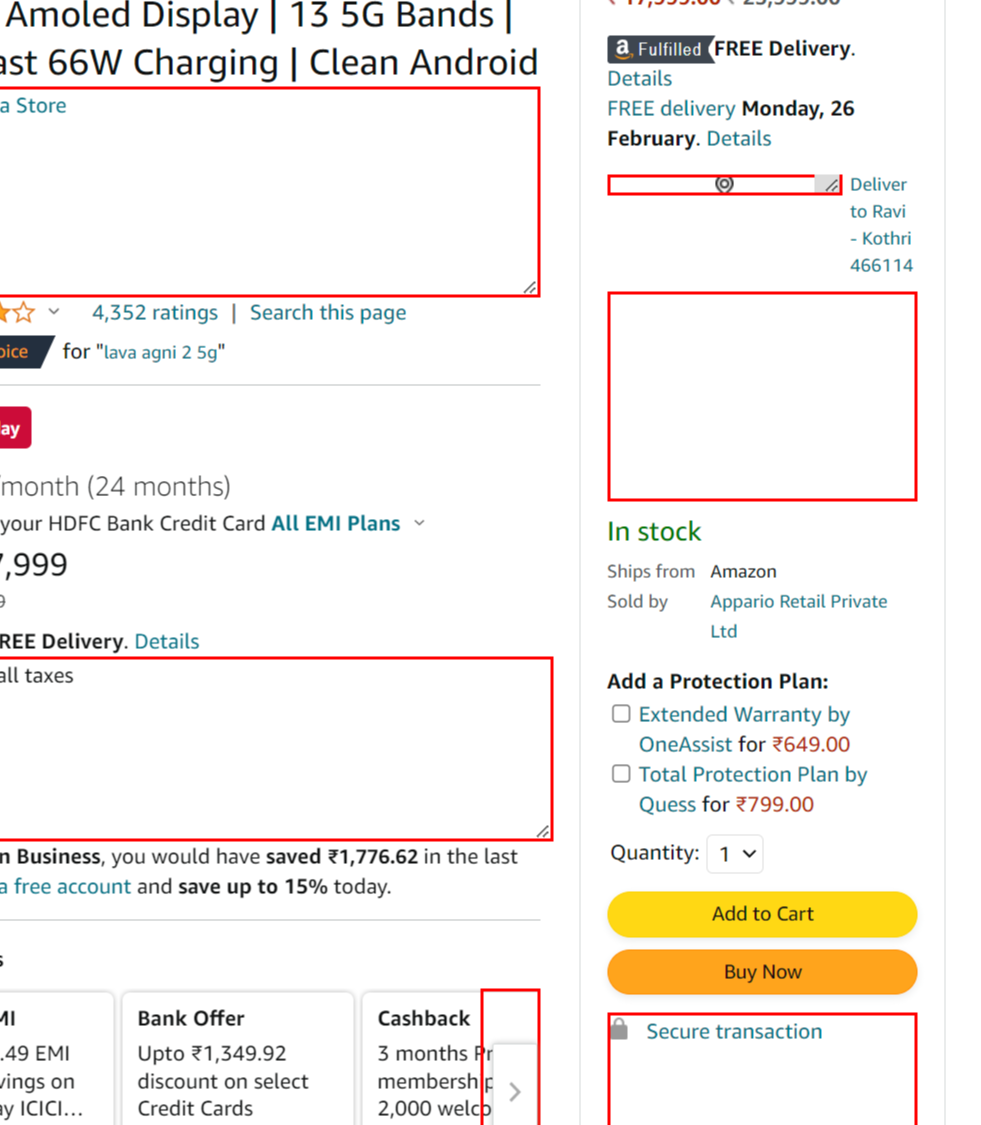 Amoled Display | 13 5G Bands |
66W Charging | Clean Android
a Store
4,352 ratings | Search this page
for "lava agni 2 5g"
/month (24 months)
your HDFC Bank Credit Card All EMI Plans
,999
FREE Delivery. Details
all taxes
Business, you would have saved ₹1,776.62 in the last
a free account and save up to 15% today.
Bank Offer
Upto ₹1,349.92
discount on select
Credit Cards
Cashback
3 months
2,000
.49 EMI
on
ICICI...
a Fulfilled FREE Delivery.
Details
FREE delivery Monday, 26
February. Details
Deliver
to Ravi
- Kothri
466114
In stock
Ships from Amazon
Sold by Appario Retail Private
Ltd
Add a Protection Plan:
Extended Warranty by
OneAssist for ₹649.00
Total Protection Plan by
Quess for ₹799.00
Quantity: 1
Add to Cart
Buy Now
Secure transaction